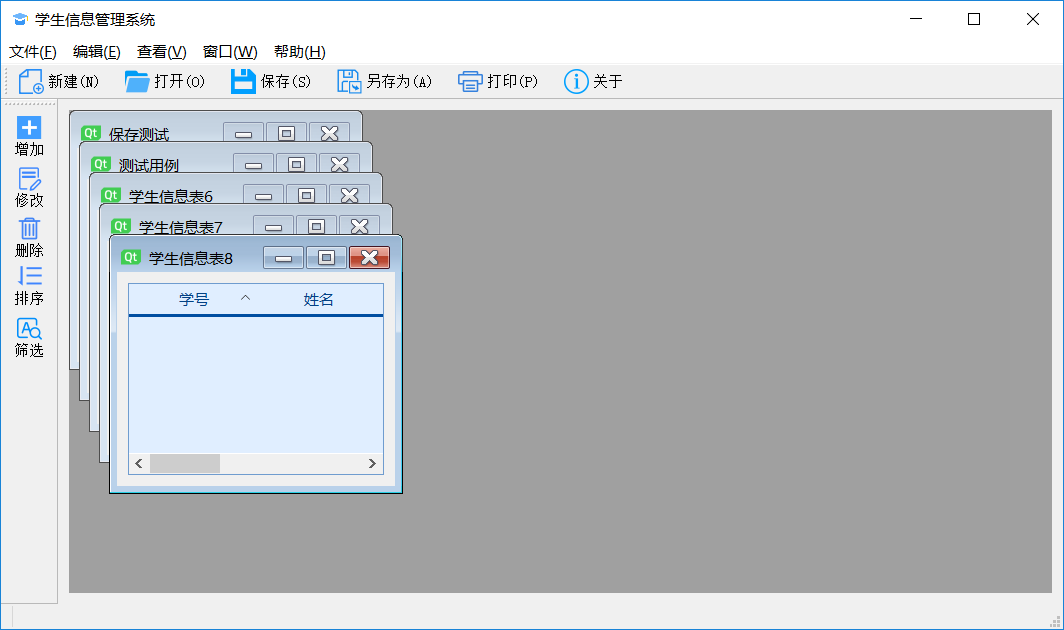 学生信息管理系统
文件(F) 编辑(E) 查看(V) 窗口(W) 帮助(H)
新建(N) 打开(O) 保存(S) 另存为(A) 打印(P) 关于
增加
修改
删除
排序
筛选
Qt 保存测试
Qt 测试用例
Qt 学生信息表6
Qt 学生信息表7
Qt 学生信息表8
学号 姓名